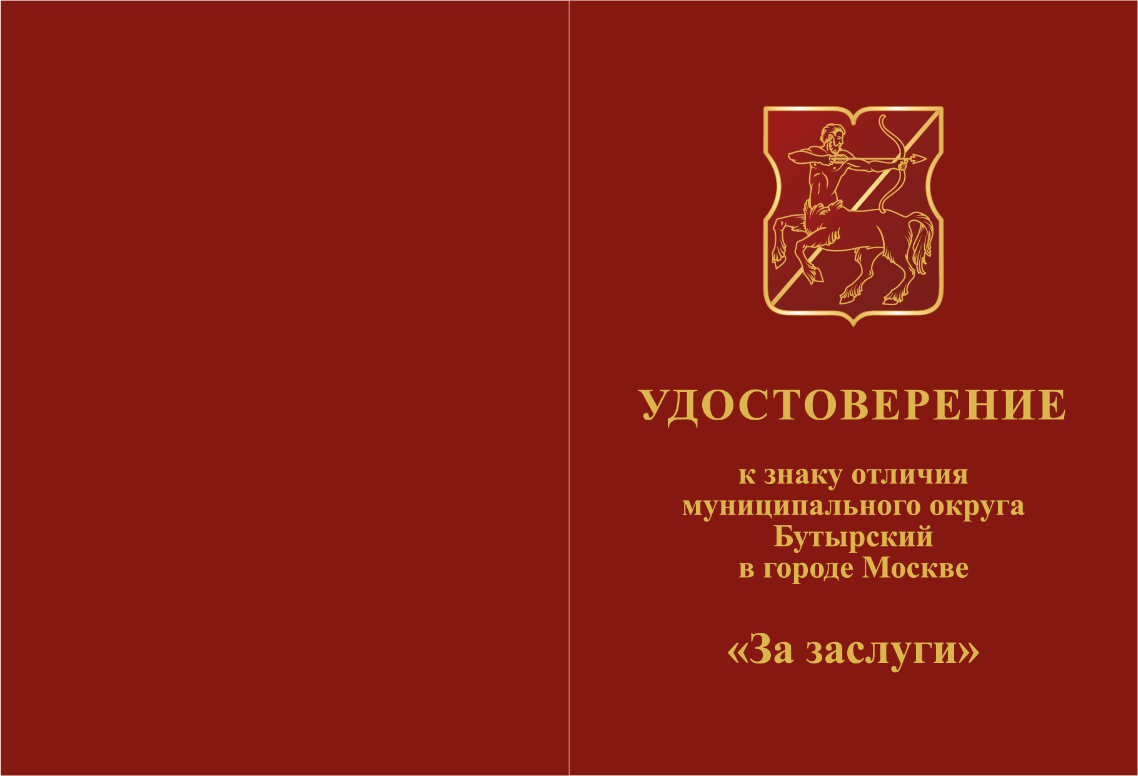 УДОСТОВЕРЕНИЕ
к знаку отличия
муниципального округа
Бутырский
в городе Москве
«За заслуги»